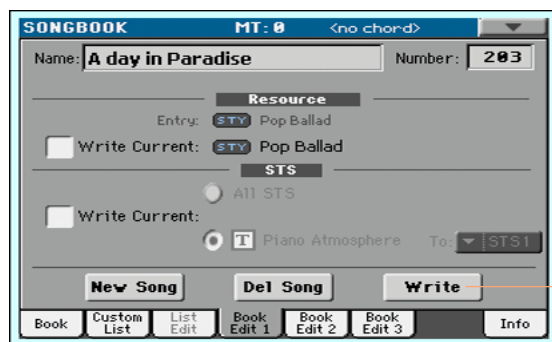 SONGBOOK MT:0 <no chord>
Name: A day in Paradise Number: 203
Resource
Entry: STY Pop Ballad
Write Current: STY Pop Ballad
STS
All STS
Write Current:
T Piano Atmosphere To: STS1
New Song Del Song Write
Book Custom List List Edit Book Edit 1 Book Edit 2 Book Edit 3 Info